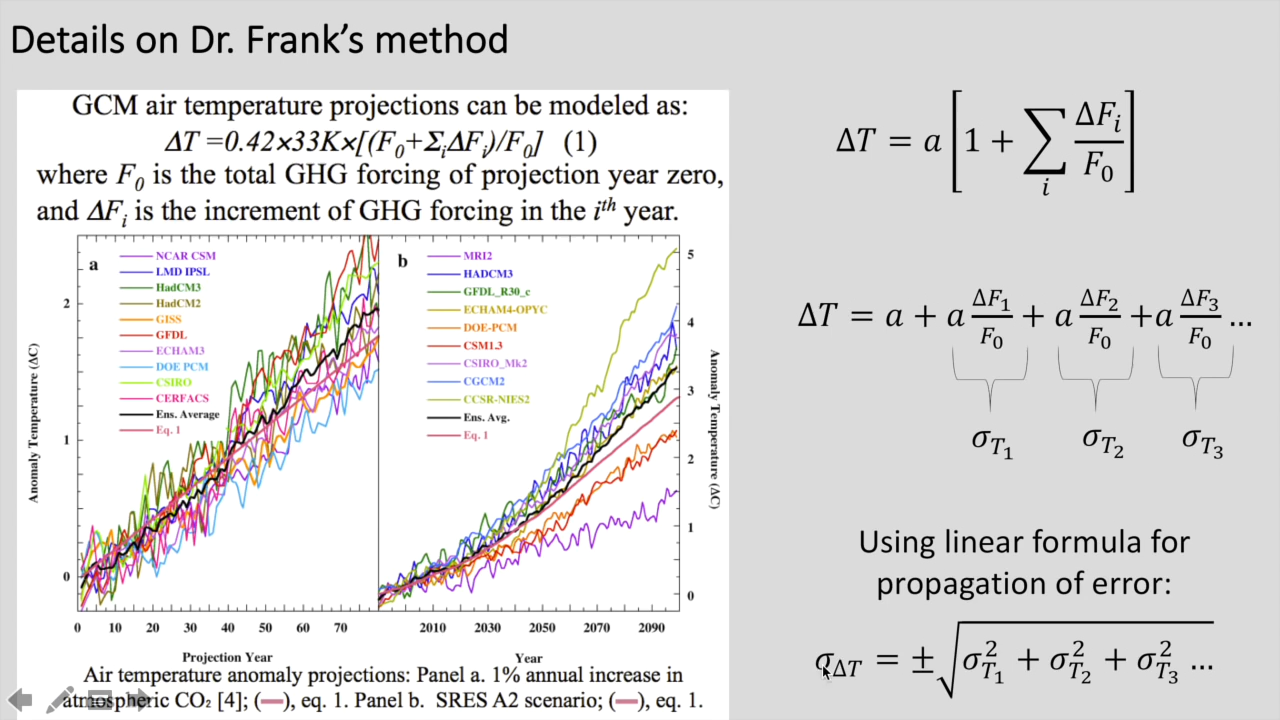 Details on Dr. Frank's method
GCM air temperature projections can be modeled as:
ΔT =0.42×33K×[(F₀+ΣᵢΔFᵢ)/F₀] (1)
where F₀ is the total GHG forcing of projection year zero,
and ΔFᵢ is the increment of GHG forcing in the iᵗʰ year.
a
NCAR CSM
LMD IPSL
HadCM3
HadCM2
GISS
GFDL
ECHAM3
DOE PCM
CSIRO
CERFACS
Ens. Average
Eq. 1
b
MRI2
HADCM3
GFDL_R30_c
ECHAM4-OPYC
DOE-PCM
CSM1.3
CSIRO_Mk2
CGCM2
CCSR-NIES2
Ens. Avg.
Eq. 1
Anomaly Temperature (ΔC)
2
1
0
5
4
3
2
1
0
Anomaly Temperature (ΔC)
0 10 20 30 40 50 60 70
2010 2030 2050 2070 2090
Projection Year
Year
Air temperature anomaly projections: Panel a. 1% annual increase in
atmospheric CO₂ [4]; (—), eq. 1. Panel b. SRES A2 scenario; (—), eq. 1.
ΔT = a [1 + ∑ᵢ ΔFᵢ/F₀]
ΔT = a + a ΔF₁/F₀ + a ΔF₂/F₀ +a ΔF₃/F₀ ...
σT₁ σT₂ σT₃
Using linear formula for
propagation of error:
σΔT = ± √σ²T₁ + σ²T₂ + σ²T₃ ...